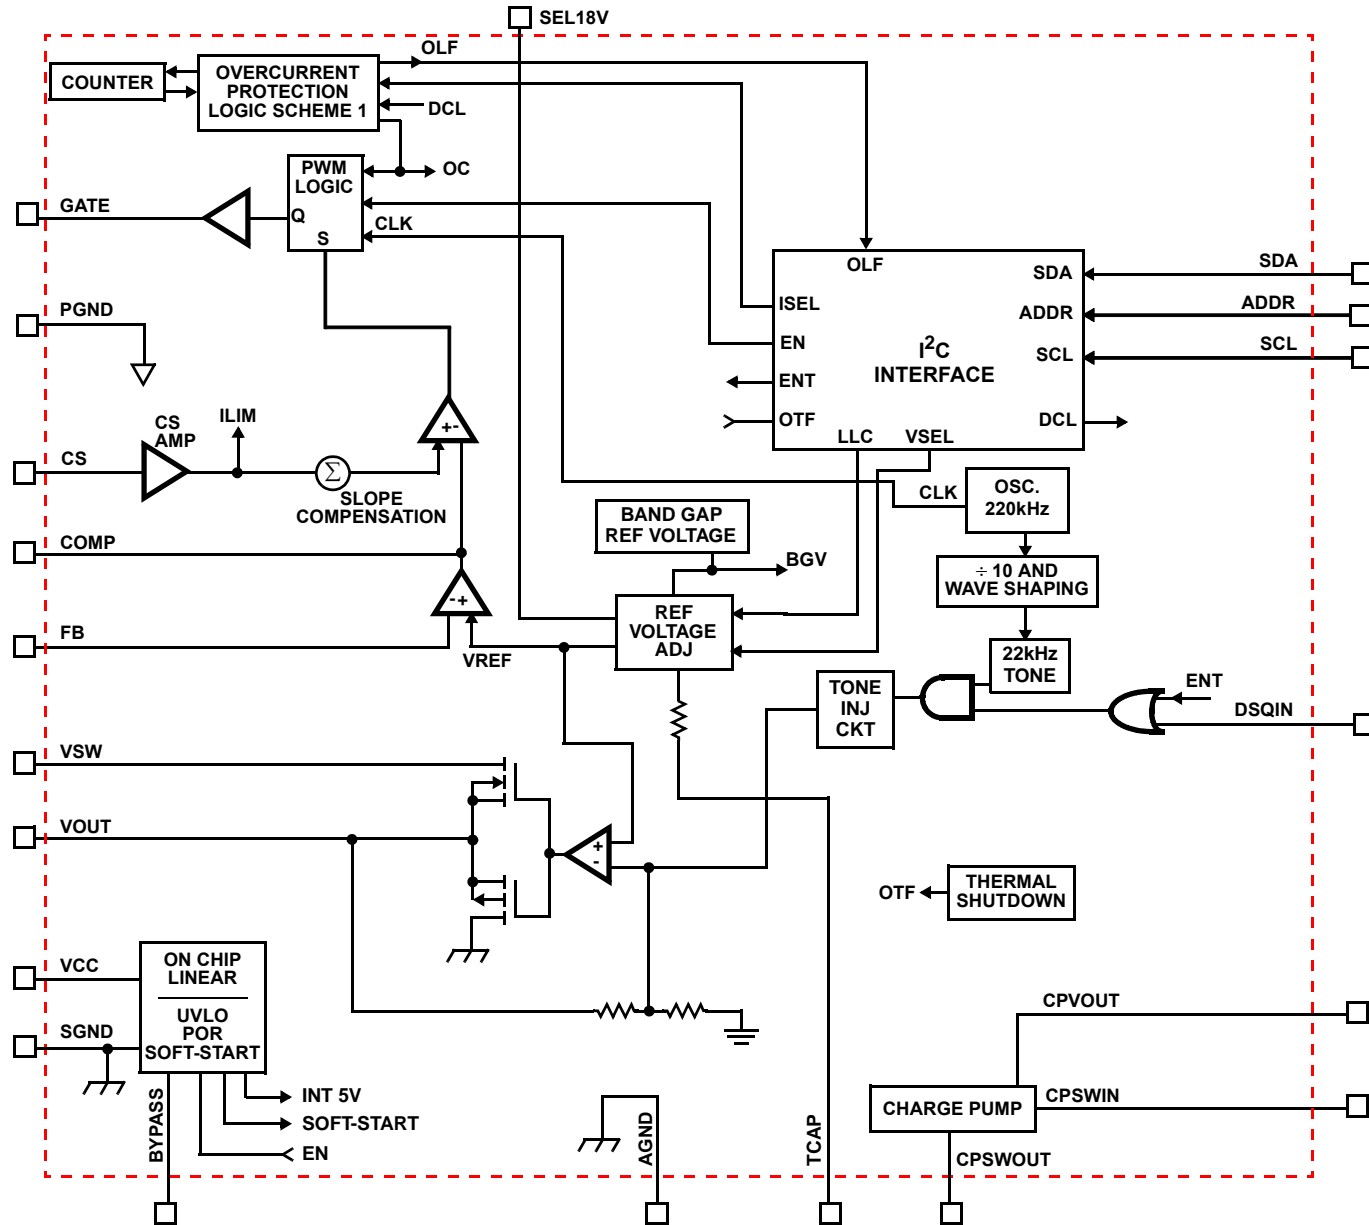 SEL18V
OLF
COUNTER
OVERCURRENT
PROTECTION
LOGIC SCHEME 1
DCL
OC
PWM
LOGIC
Q
S
CLK
GATE
PGND
OLF
SDA
ADDR
SCL
ISEL
EN
ENT
OTF
I²C
INTERFACE
DCL
LLC
VSEL
SDA
ADDR
SCL
CS
AMP
ILIM
CS
+-
Σ
SLOPE
COMPENSATION
COMP
-+
FB
VREF
BAND GAP
REF VOLTAGE
BGV
REF
VOLTAGE
ADJ
CLK
OSC.
220kHz
÷ 10 AND
WAVE SHAPING
22kHz
TONE
TONE
INJ
CKT
ENT
DSQIN
VSW
VOUT
+
-
OTF
THERMAL
SHUTDOWN
VCC
SGND
ON CHIP
LINEAR
UVLO
POR
SOFT-START
INT 5V
SOFT-START
EN
BYPASS
AGND
TCAP
CPVOUT
CHARGE PUMP
CPSWIN
CPSWOUT